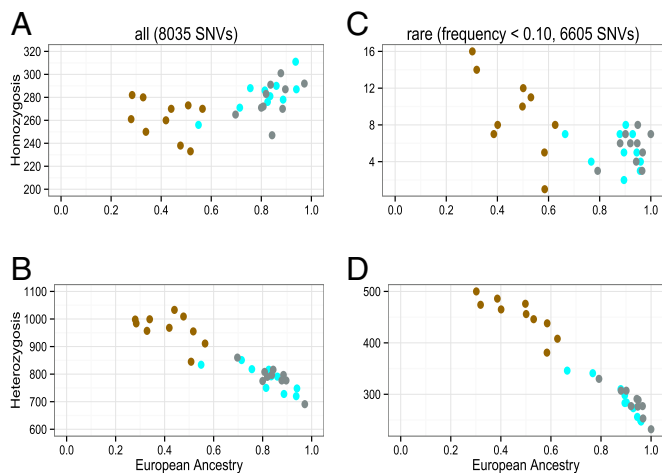 A
all (8035 SNVs)
Homozygosis
320
300
280
260
240
220
200
0.0 0.2 0.4 0.6 0.8 1.0
C
rare (frequency < 0.10, 6605 SNVs)
16
12
8
4
0.0 0.2 0.4 0.6 0.8 1.0
B
Heterozygosis
1100
1000
900
800
700
600
0.0 0.2 0.4 0.6 0.8 1.0
European Ancestry
D
500
400
300
0.0 0.2 0.4 0.6 0.8 1.0
European Ancestry